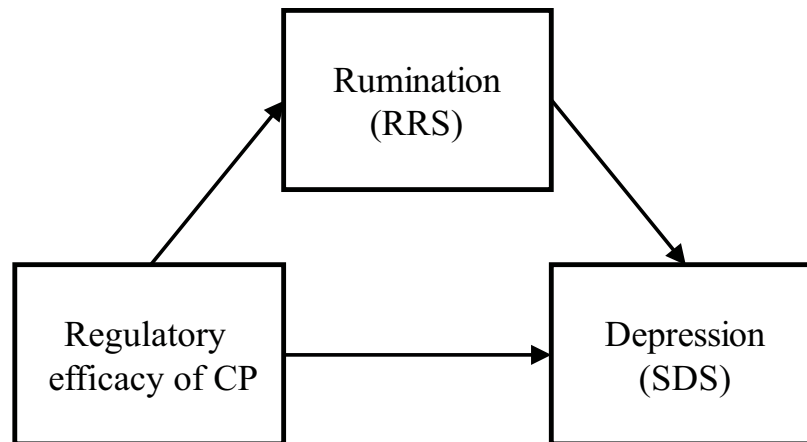 Rumination
(RRS)
Regulatory
efficacy of CP
Depression
(SDS)